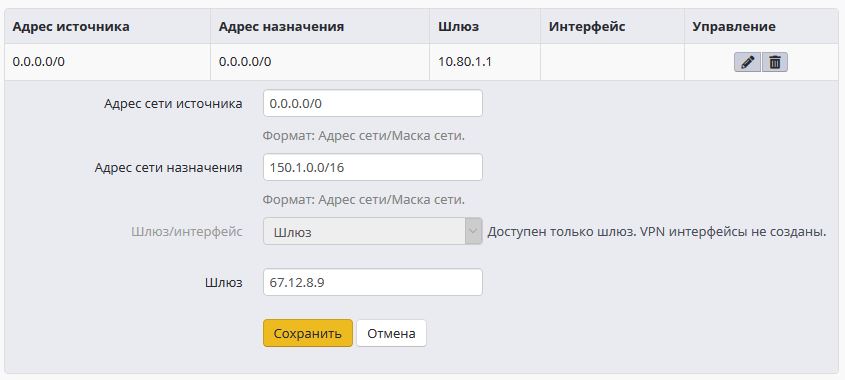 Адрес источника Адрес назначения Шлюз Интерфейс Управление
0.0.0.0/0 0.0.0.0/0 10.80.1.1
Адрес сети источника 0.0.0.0/0
Формат: Адрес сети/Маска сети.
Адрес сети назначения 150.1.0.0/16
Формат: Адрес сети/Маска сети.
Шлюз/интерфейс Шлюз Доступен только шлюз. VPN интерфейсы не созданы.
Шлюз 67.12.8.9
Сохранить Отмена